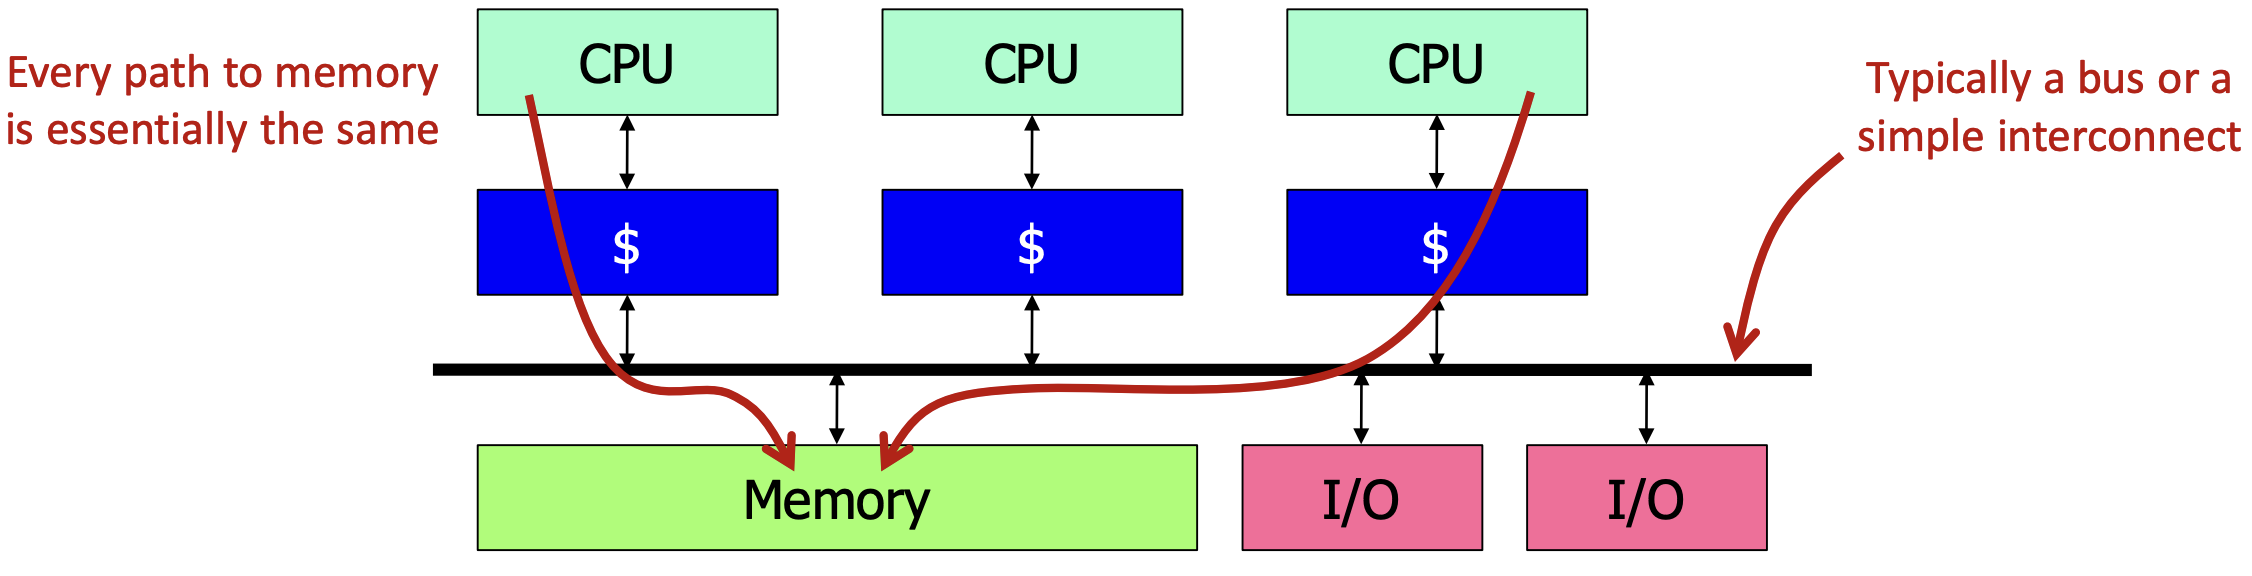 Every path to memory
is essentially the same
CPU
CPU
CPU
Typically a bus or a
simple interconnect
$
$
$
Memory
I/O
I/O